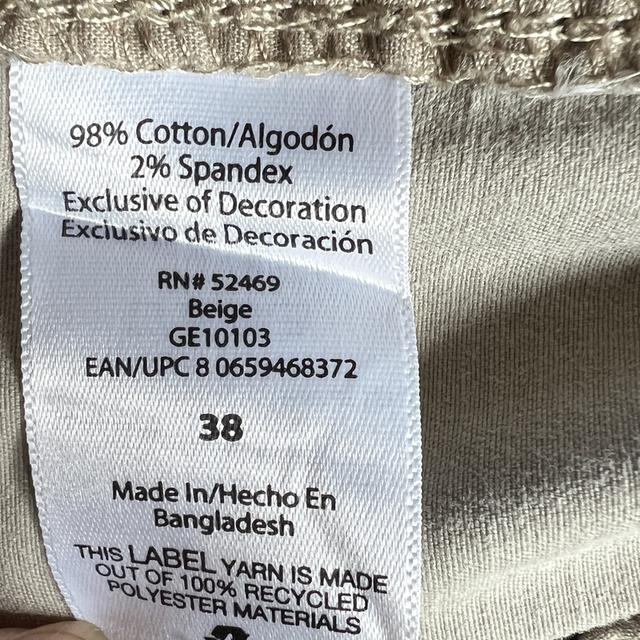 98% Cotton/Algodón
2% Spandex
Exclusive of Decoration
Exclusivo de Decoración
RN# 52469
Beige
GE10103
EAN/UPC 8 0659468372
38
Made In/Hecho En
Bangladesh
THIS LABEL YARN IS MADE
OUT OF 100% RECYCLED
POLYESTER MATERIALS